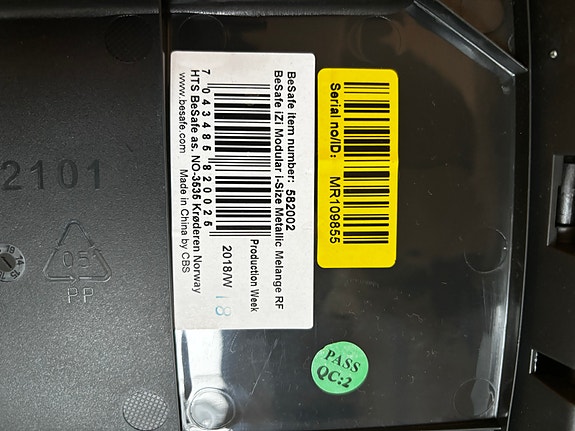 Serial no/ID: MR109855
BeSafe item number: 582002
BeSafe iZi Modular I-Size Metallic Melange RF
7 043485 820025
Production Week
2018/W 18
HTS BeSafe as. NO-3535 Krøderen Norway
www.besafe.com Made in China by CBS
PASS
QC:2
2101
05
PP